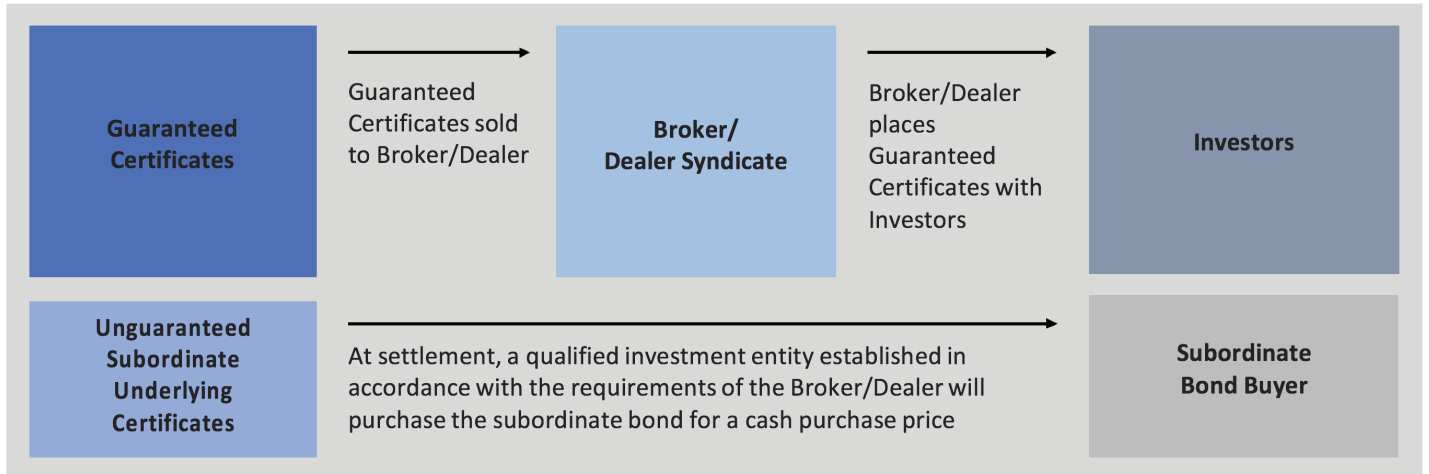 Guaranteed
Certificates
Guaranteed
Certificates sold
to Broker/Dealer
Broker/
Dealer Syndicate
Broker/Dealer
places
Guaranteed
Certificates with
Investors
Investors
Unguaranteed
Subordinate
Underlying
Certificates
At settlement, a qualified investment entity established in
accordance with the requirements of the Broker/Dealer will
purchase the subordinate bond for a cash purchase price
Subordinate
Bond Buyer